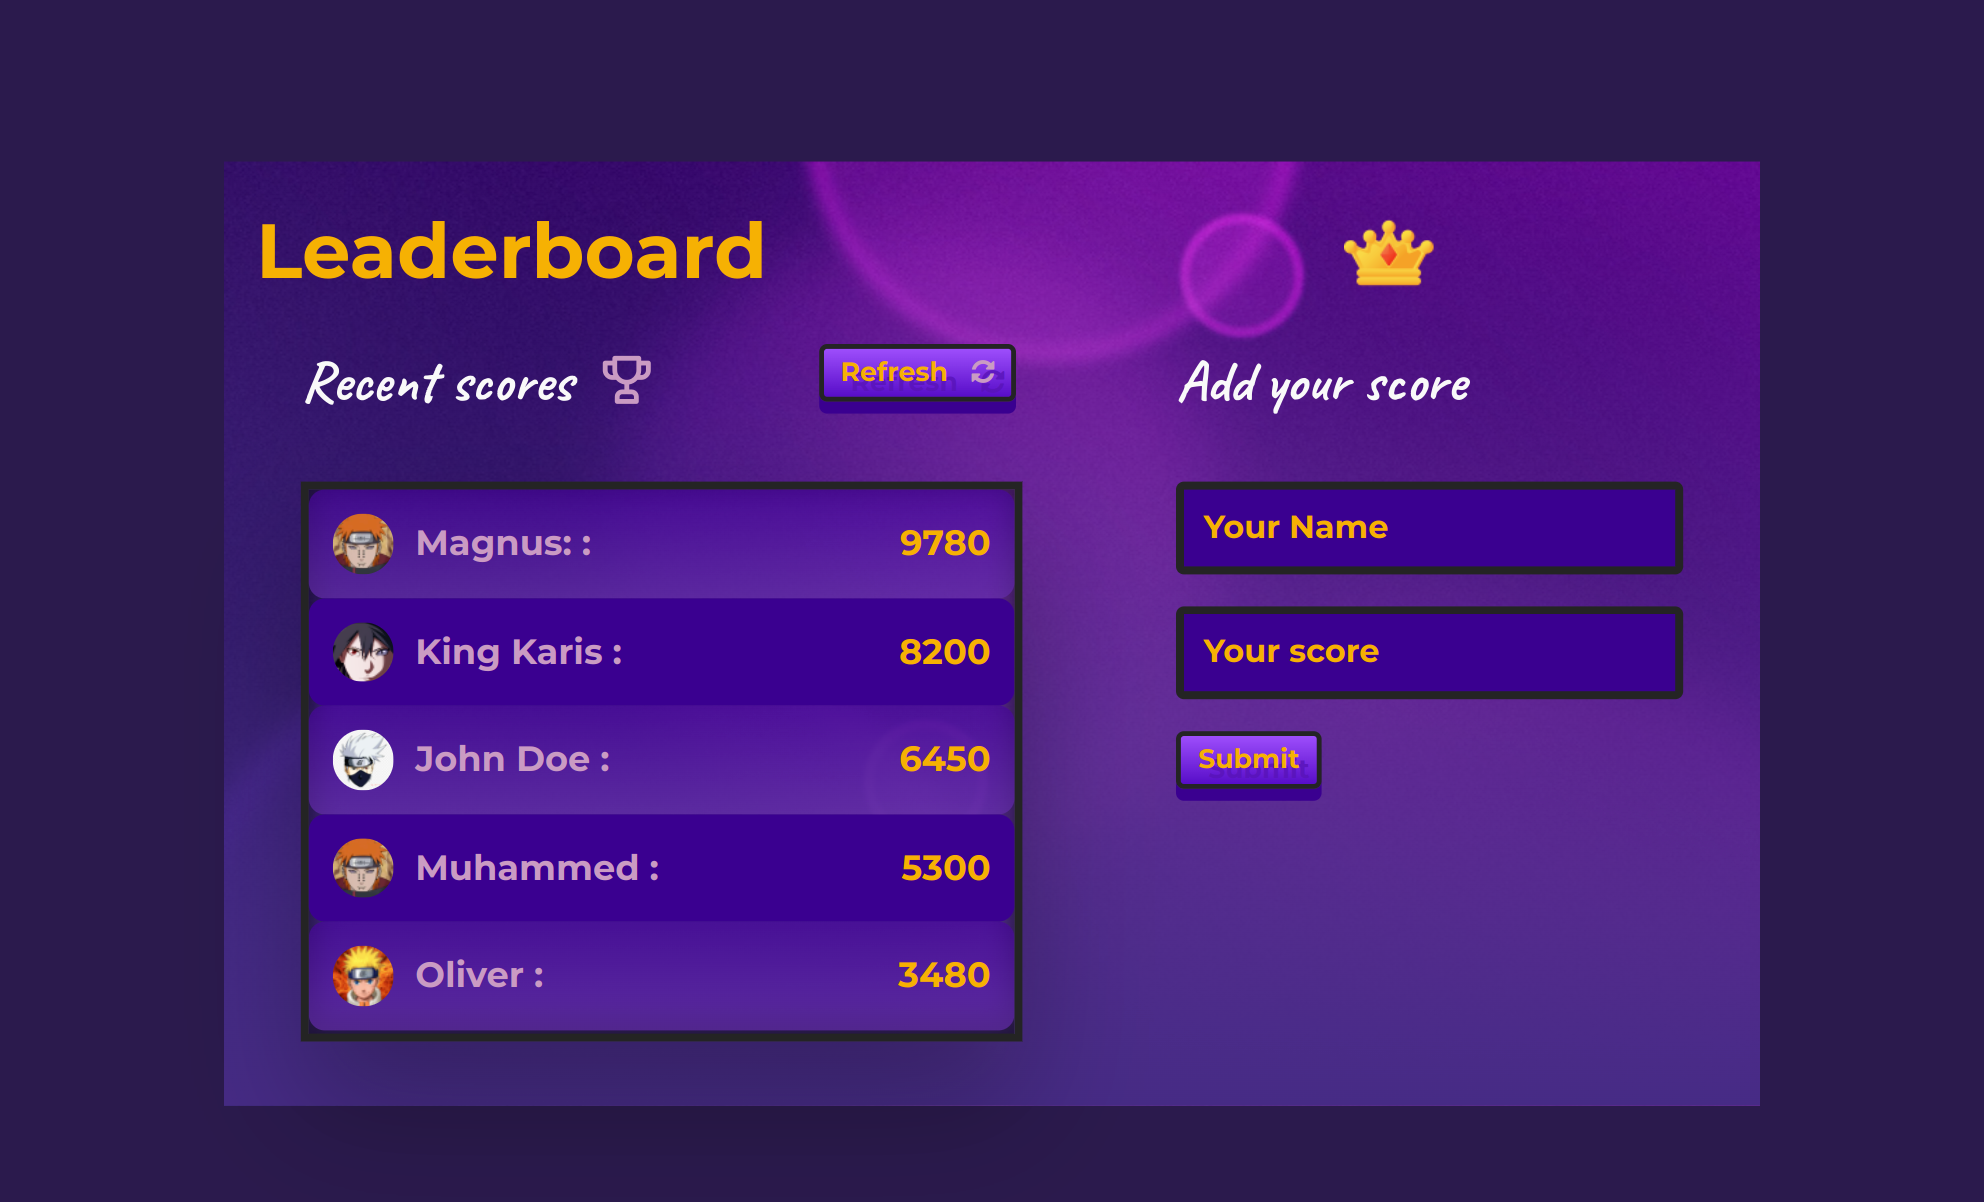 Leaderboard
Recent scores
Refresh
Magnus: : 9780
King Karis : 8200
John Doe : 6450
Muhammed : 5300
Oliver : 3480
Add your score
Your Name
Your score
Submit